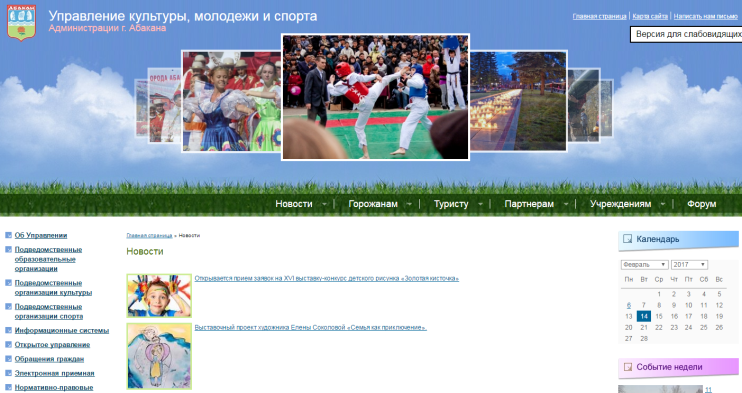 АБАКАН
Управление культуры, молодежи и спорта
Администрации г. Абакана
Главная страница | Карта сайта | Написать нам письмо
Версия для слабовидящих
Новости | Горожанам | Туристу | Партнерам | Учреждениям | Форум
Об Управлении
Подведомственные
образовательные
организации
Подведомственные
организации культуры
Подведомственные
организации спорта
Информационные системы
Открытое управление
Обращения граждан
Электронная приемная
Нормативно-правовые
Главная страница » Новости
Новости
Открывается прием заявок на XVI выставку-конкурс детского рисунка «Золотая кисточка»
Выставочный проект художника Елены Соколовой «Семья как приключение».
Календарь
Февраль 2017
Пн Вт Ср Чт Пт Сб Вс
1 2 3 4 5
6 7 8 9 10 11 12
13 14 15 16 17 18 19
20 21 22 23 24 25 26
27 28
Событие недели
11